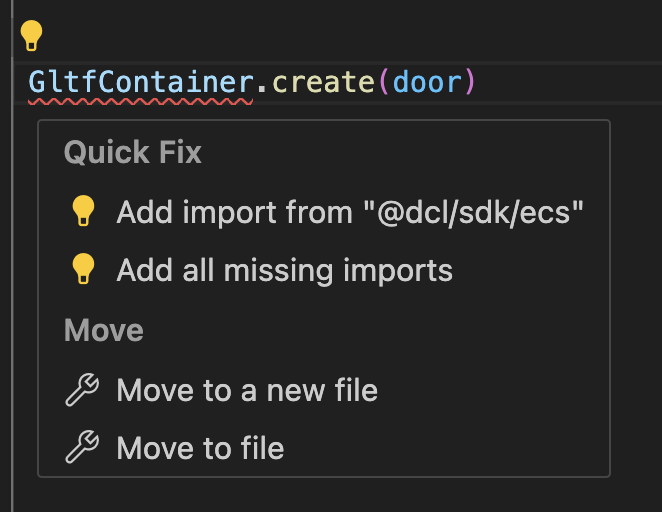 GltfContainer.create(door)
Quick Fix
Add import from "@dcl/sdk/ecs"
Add all missing imports
Move
Move to a new file
Move to file